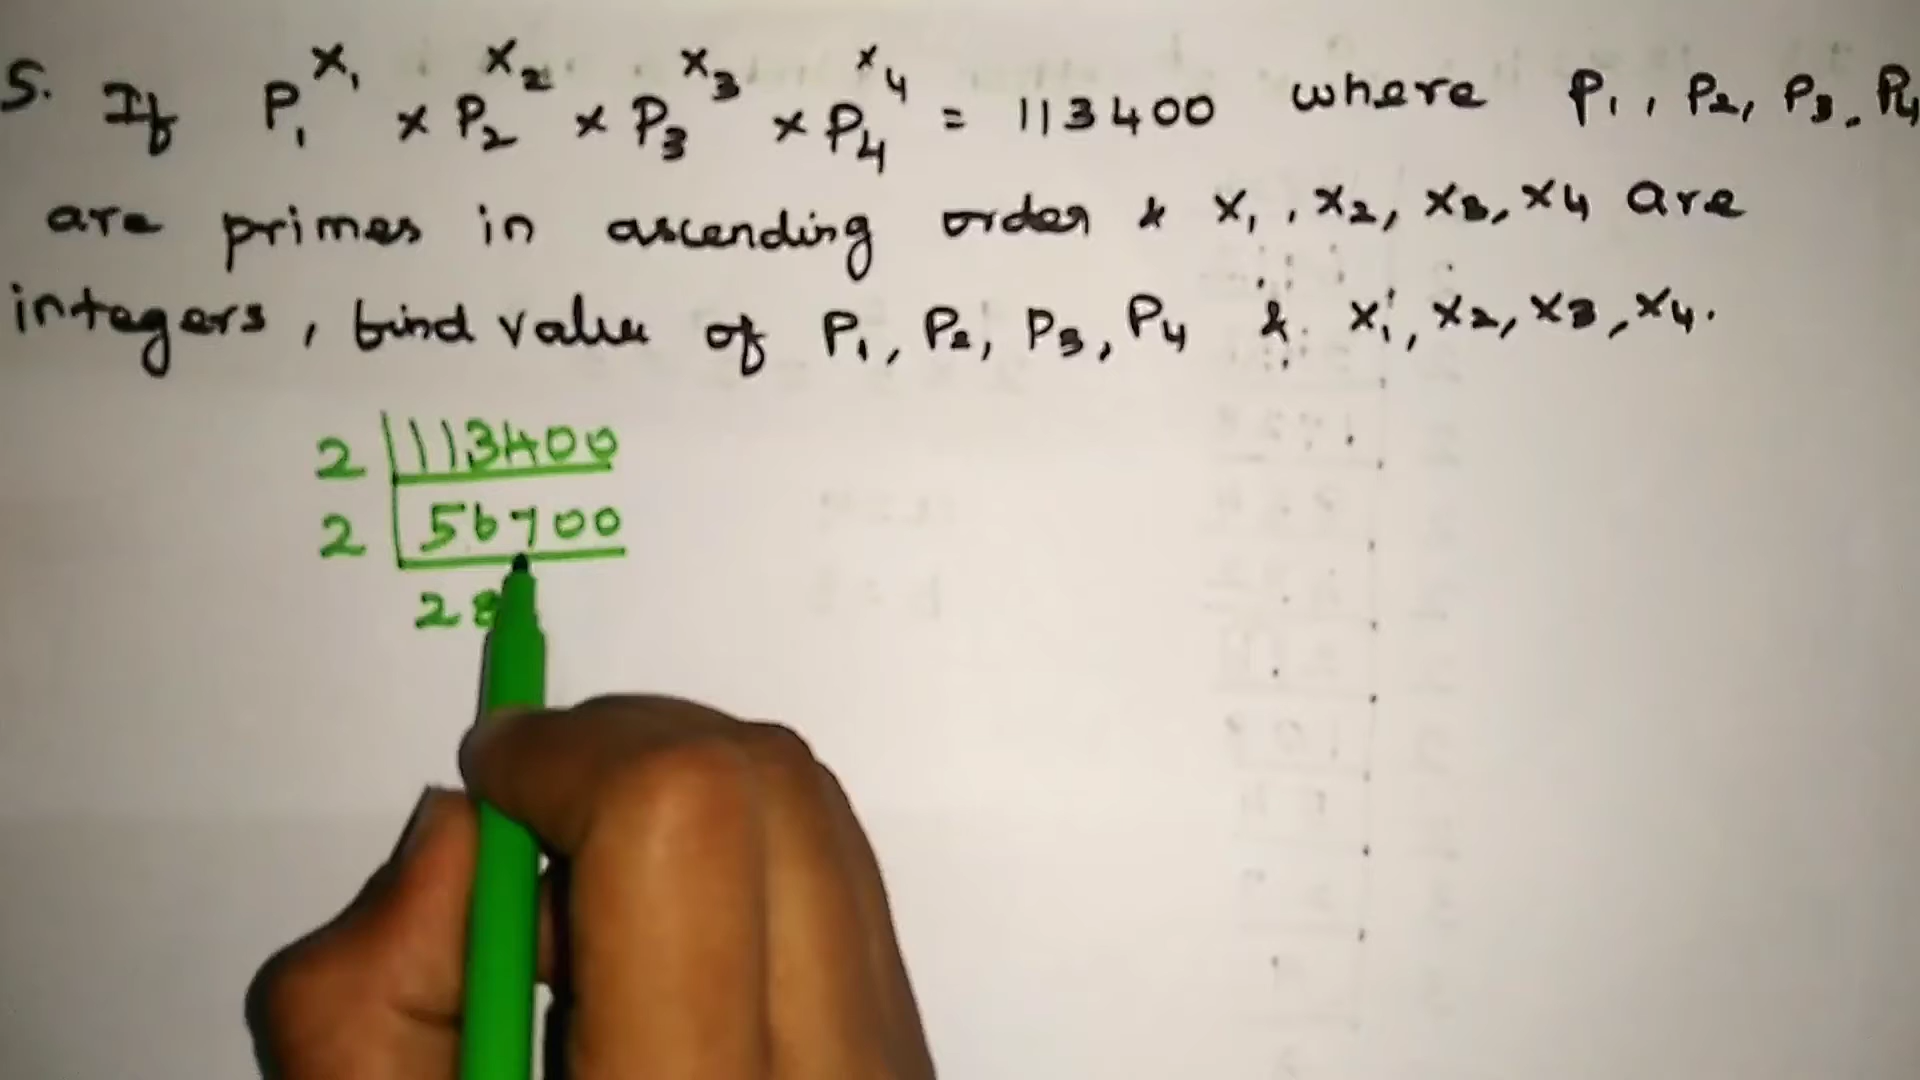 5. If P₁^x₁ × P₂^x₂ × P₃^x₃ × P₄^x₄ = 113400 where P₁, P₂, P₃, P₄
are primes in ascending order & x₁, x₂, x₃, x₄ are
integers, find value of P₁, P₂, P₃, P₄ & x₁, x₂, x₃, x₄.
2 | 113400
2 | 56700
28